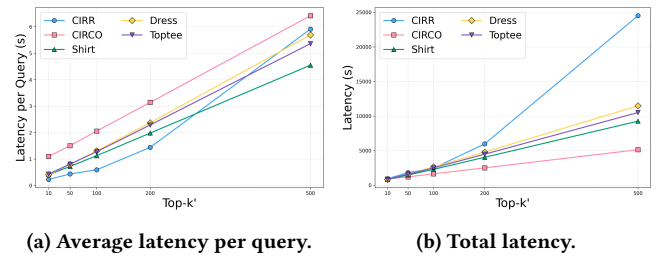 CIRR
CIRCO
Shirt
Dress
Toptee
Latency per Query (s)
6
5
4
3
2
1
0
10
50
100
200
500
Top-k'
(a) Average latency per query.
CIRR
CIRCO
Shirt
Dress
Toptee
Latency (s)
25000
20000
15000
10000
5000
0
10
50
100
200
500
Top-k'
(b) Total latency.